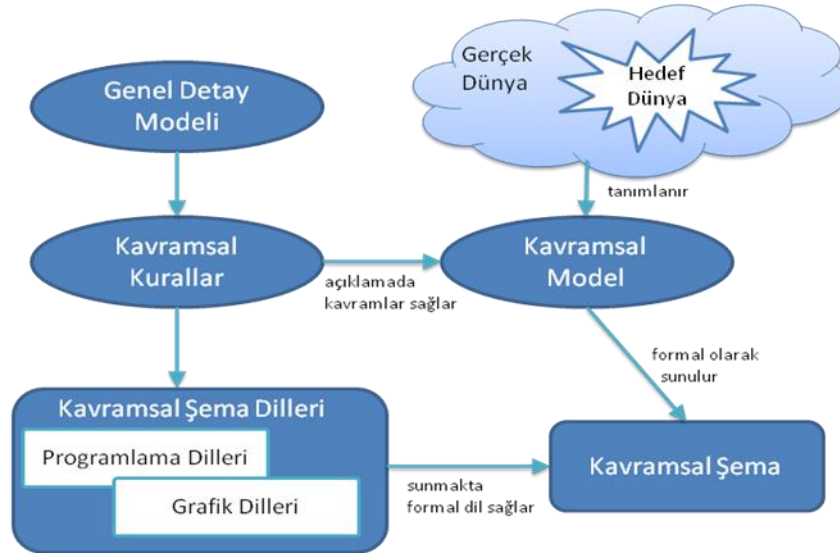 Genel Detay
Modeli
Gerçek
Dünya
Hedef
Dünya
tanımlanır
Kavramsal
Kurallar
açıklamada
kavramlar sağlar
Kavramsal
Model
formal olarak
sunulur
Kavramsal Şema Dilleri
Programlama Dilleri
Grafik Dilleri
sunmakta
formal dil sağlar
Kavramsal Şema